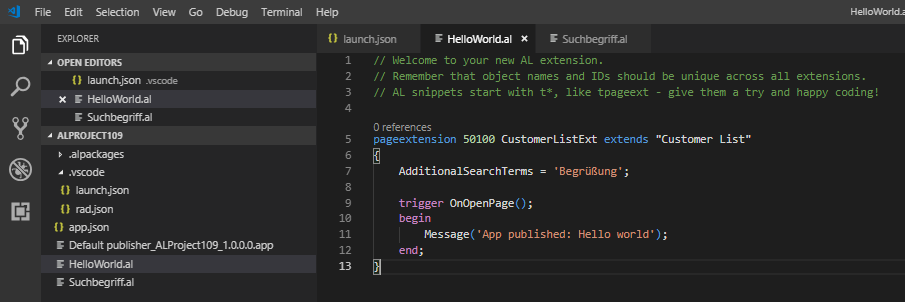 File Edit Selection View Go Debug Terminal Help HelloWorld.a
EXPLORER
OPEN EDITORS
{} launch.json .vscode
× HelloWorld.al
Suchbegriff.al
ALPROJECT109
.alpackages
.vscode
{} launch.json
{} rad.json
{} app.json
Default publisher_ALProject109_1.0.0.0.app
HelloWorld.al
Suchbegriff.al
{} launch.json HelloWorld.al × Suchbegriff.al
1 // Welcome to your new AL extension.
2 // Remember that object names and IDs should be unique across all extensions.
3 // AL snippets start with t*, like tpageext - give them a try and happy coding!
4
0 references
5 pageextension 50100 CustomerListExt extends "Customer List"
6 {
7 AdditionalSearchTerms = 'Begrüßung';
8
9 trigger OnOpenPage();
10 begin
11 Message('App published: Hello world');
12 end;
13 }